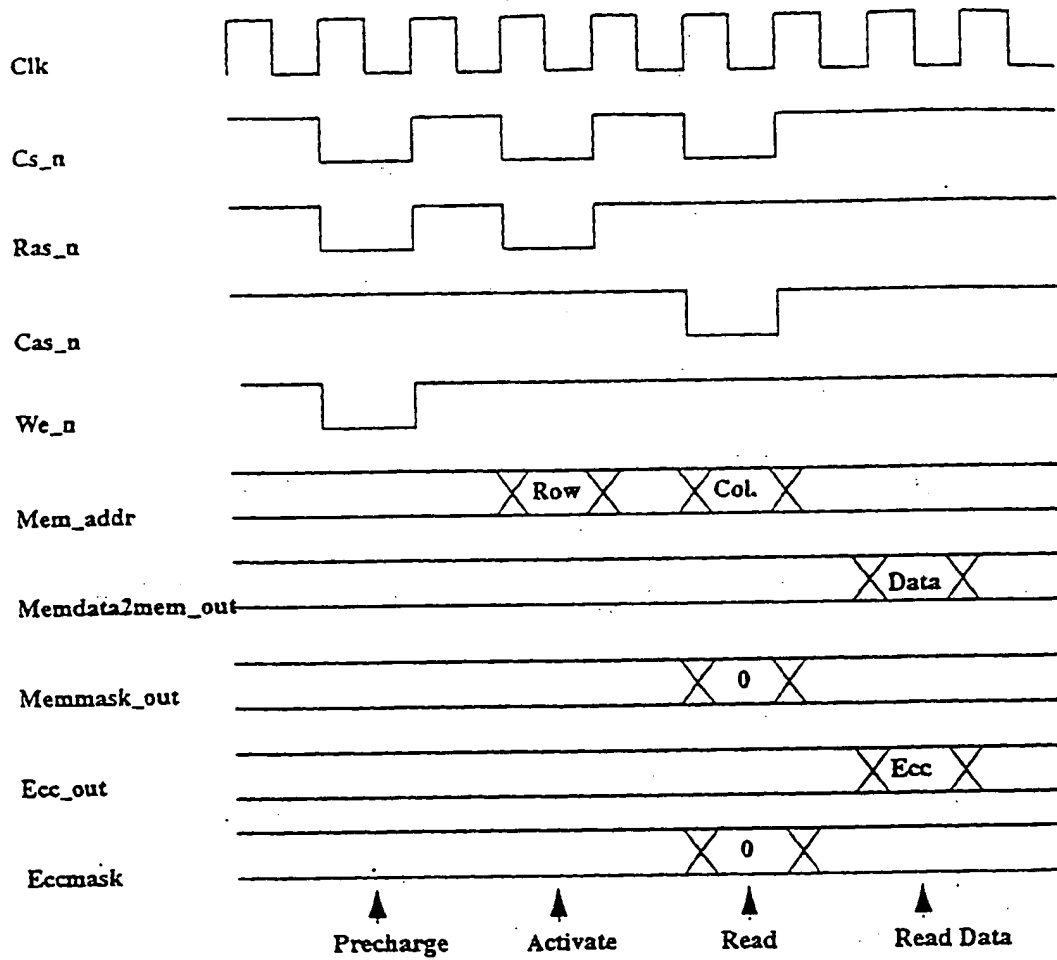 Clk
Cs_n
Ras_n
Cas_n
We_n
Row Col.
Mem_addr
Data
Memdata2mem_out
0
Memmask_out
Ecc
Ecc_out
0
Eccmask
Precharge Activate Read Read Data